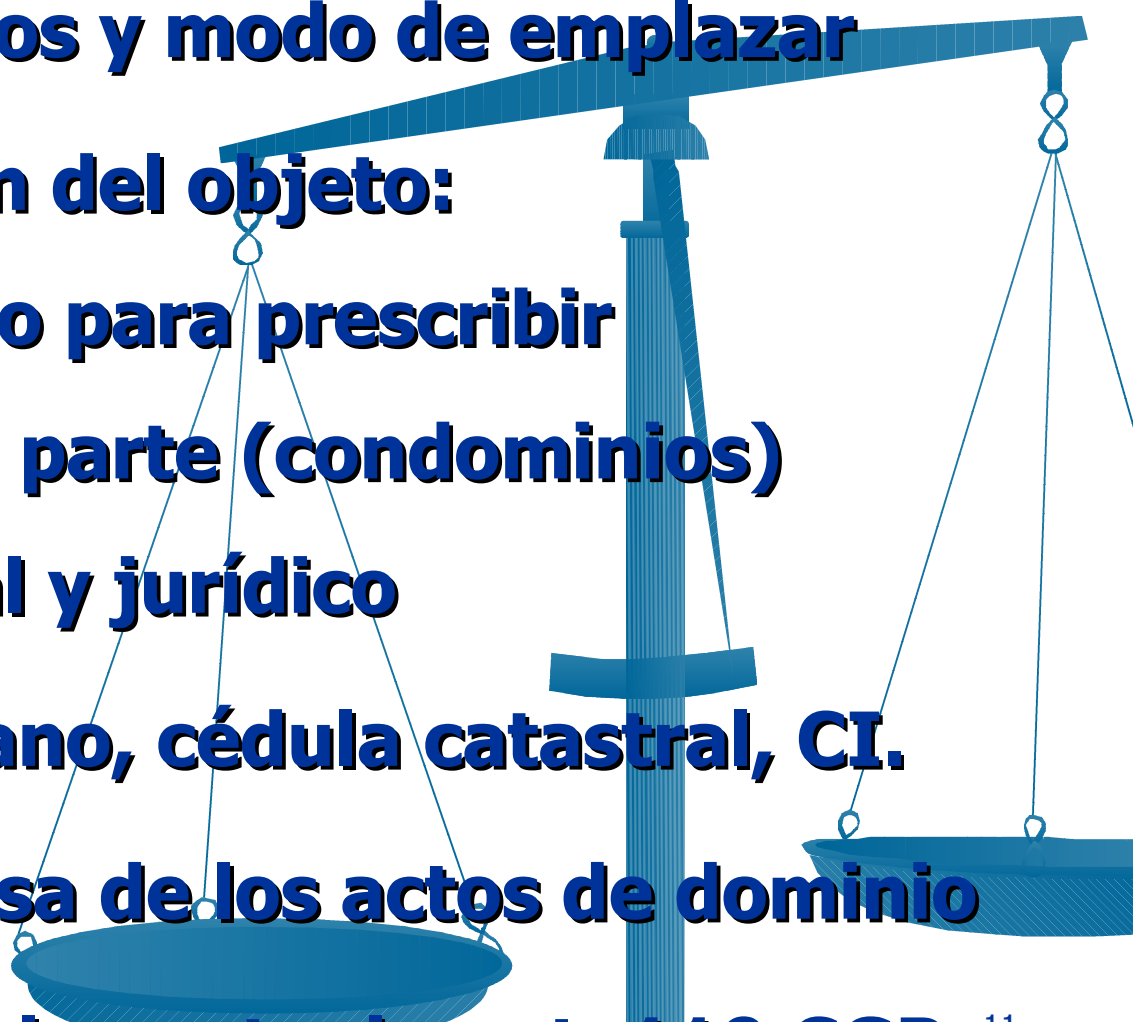 os y modo de emplazar
n del objeto:
o para prescribir
parte (condominios)
l y jurídico
ano, cédula catastral, CI.
sa de los actos de dominio
11